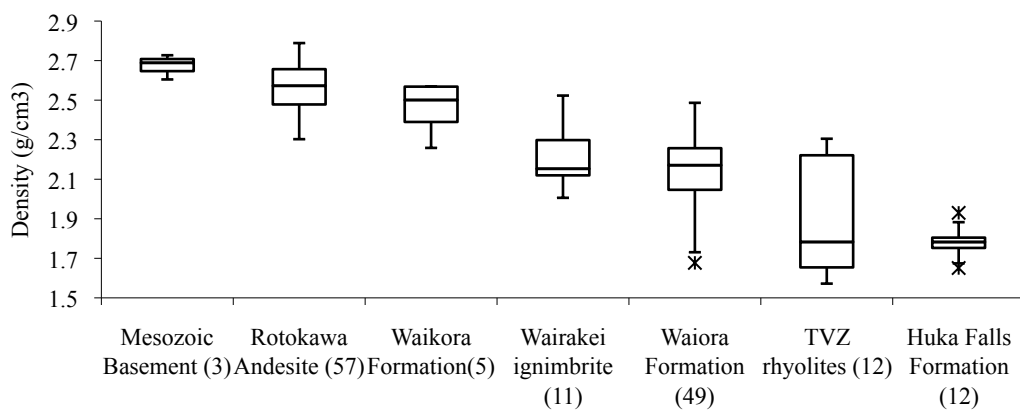 2.9
2.7
2.5
2.3
2.1
1.9
1.7
1.5
Density (g/cm3)
Mesozoic
Basement (3)
Rotokawa
Andesite (57)
Waikora
Formation(5)
Wairakei
ignimbrite
(11)
Waiora
Formation
(49)
TVZ
rhyolites (12)
Huka Falls
Formation
(12)